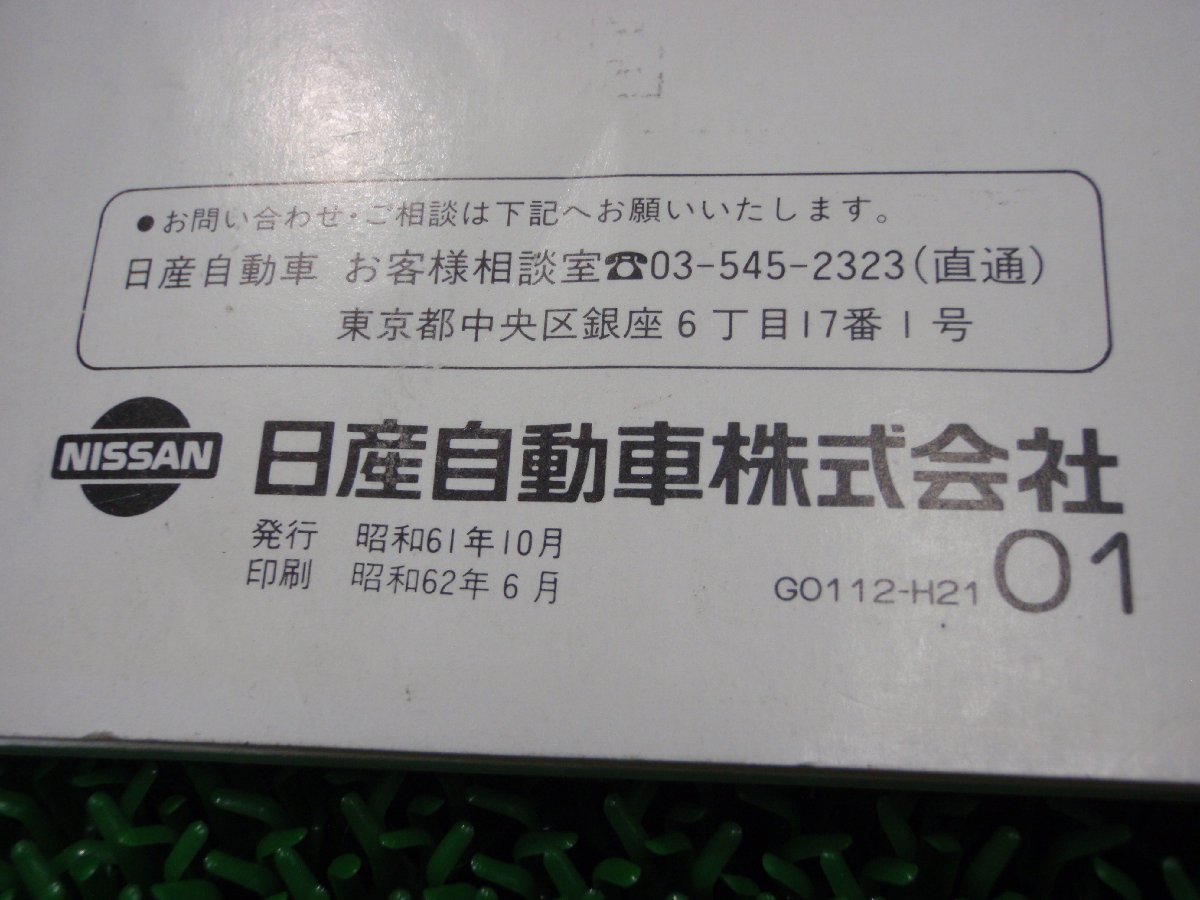 ●お問い合わせ・ご相談は下記へお願いいたします。
日産自動車 お客様相談室☎03-545-2323(直通)
東京都中央区銀座6丁目17番1号
NISSAN 日産自動車株式会社
発行 昭和61年10月
印刷 昭和62年6月
G0112-H21 01